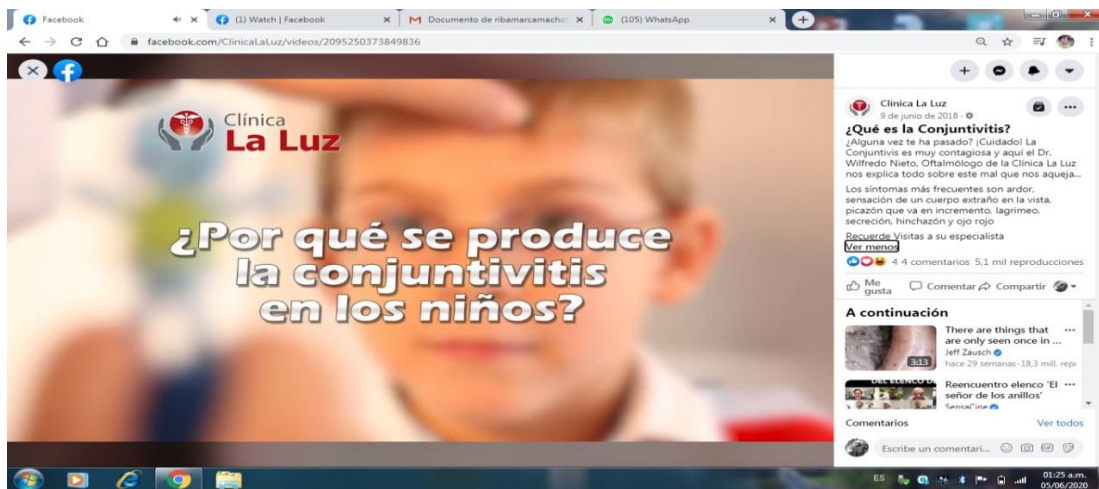 Facebook
(1) Watch | Facebook
Documento de ribamarcamacho
(105) WhatsApp
facebook.com/ClinicaLaLuz/videos/2095250373849836
Clínica
La Luz
¿Por qué se produce
la conjuntivitis
en los niños?
Clínica La Luz
9 de junio de 2018 ·
¿Qué es la Conjuntivitis?
¿Alguna vez te ha pasado? ¡Cuidado! La
Conjuntivis es muy contagiosa y aquí el Dr.
Wilfredo Nieto, Oftalmólogo de la Clínica La Luz
nos explica todo sobre este mal que nos aqueja...
Los síntomas más frecuentes son ardor,
sensación de un cuerpo extraño en la vista,
picazón que va en incremento, lagrimeo,
secreción, hinchazón y ojo rojo
Recuerde Visitas a su especialista
Ver menos
4 4 comentarios 5,1 mil reproducciones
Me gusta
Comentar
Compartir
A continuación
There are things that
are only seen once in ...
Jeff Zausch
hace 29 semanas · 18,3 mill. repr
3:13
Reencuentro elenco 'El
señor de los anillos'
SensaCine
Comentarios
Ver todos
Escribe un comentari...
ES
01:25 a.m.
05/06/2020